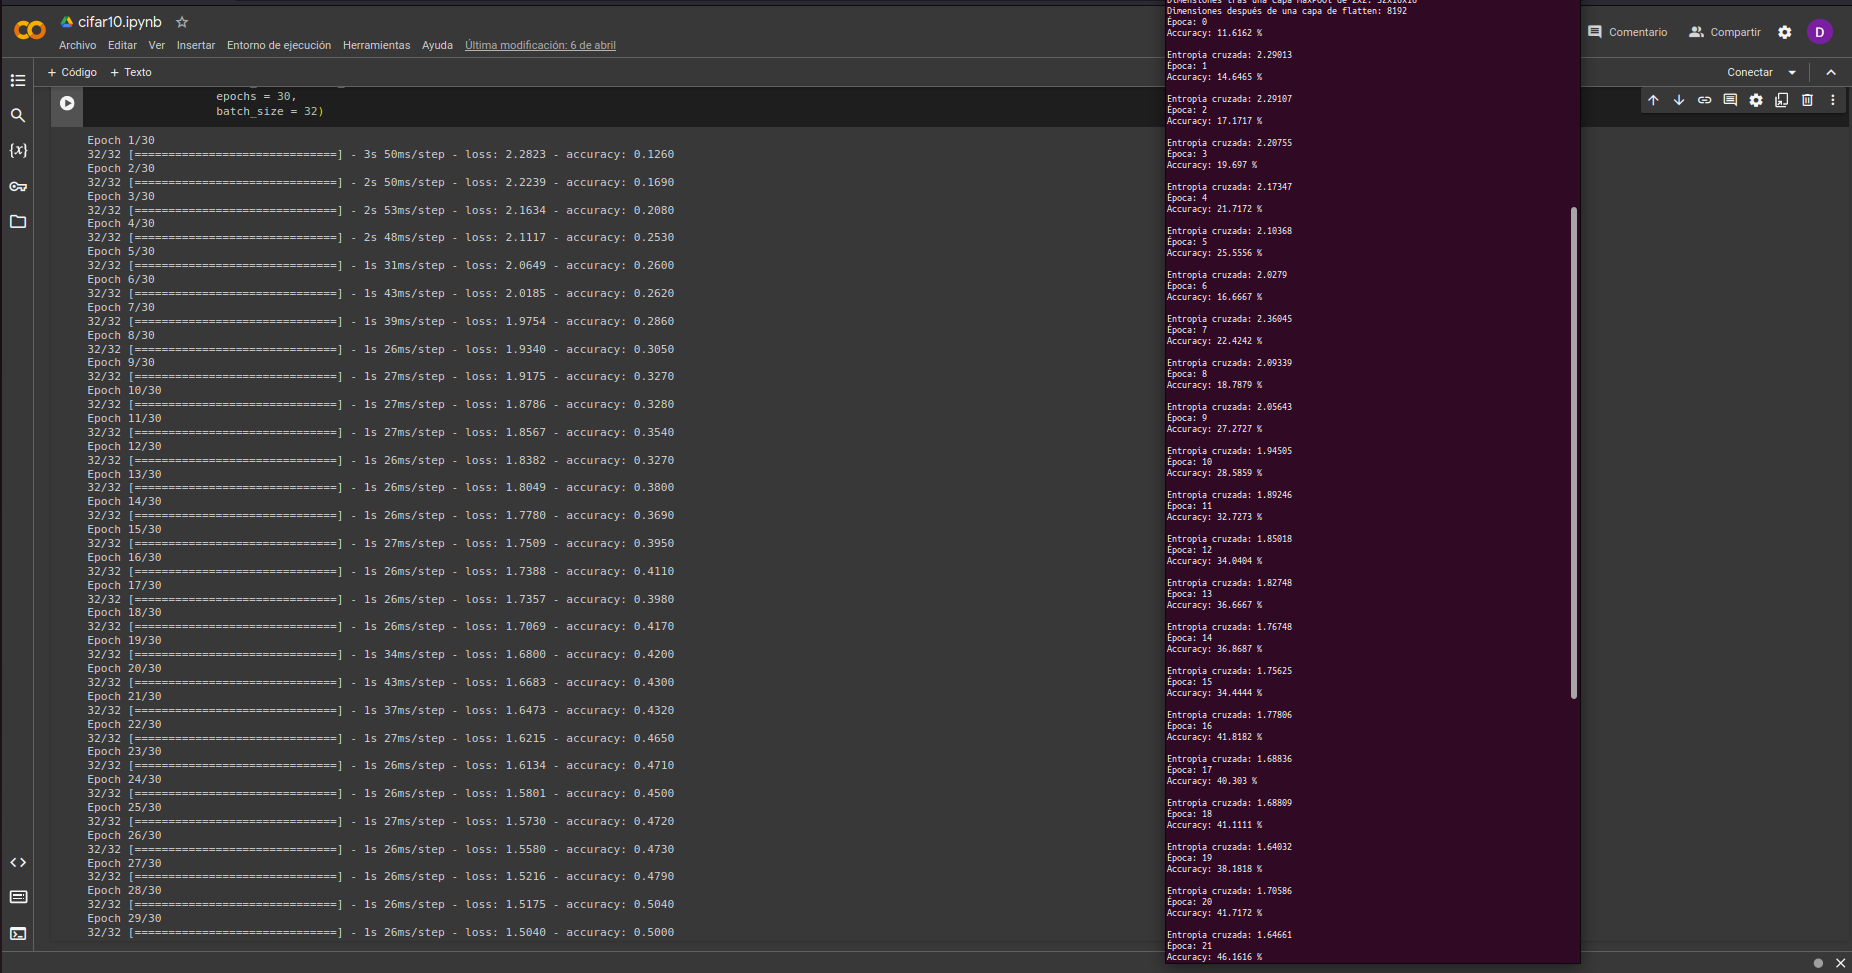 cifar10.ipynb
Archivo Editar Ver Insertar Entorno de ejecución Herramientas Ayuda Última modificación: 6 de abril
Comentario Compartir D
+ Código + Texto
Conectar
epochs = 30,
batch_size = 32)
Epoch 1/30
32/32 [==============================] - 3s 50ms/step - loss: 2.2823 - accuracy: 0.1260
Epoch 2/30
32/32 [==============================] - 2s 50ms/step - loss: 2.2239 - accuracy: 0.1690
Epoch 3/30
32/32 [==============================] - 2s 53ms/step - loss: 2.1634 - accuracy: 0.2080
Epoch 4/30
32/32 [==============================] - 2s 48ms/step - loss: 2.1117 - accuracy: 0.2530
Epoch 5/30
32/32 [==============================] - 1s 31ms/step - loss: 2.0649 - accuracy: 0.2600
Epoch 6/30
32/32 [==============================] - 1s 43ms/step - loss: 2.0185 - accuracy: 0.2620
Epoch 7/30
32/32 [==============================] - 1s 39ms/step - loss: 1.9754 - accuracy: 0.2860
Epoch 8/30
32/32 [==============================] - 1s 26ms/step - loss: 1.9340 - accuracy: 0.3050
Epoch 9/30
32/32 [==============================] - 1s 27ms/step - loss: 1.9175 - accuracy: 0.3270
Epoch 10/30
32/32 [==============================] - 1s 27ms/step - loss: 1.8786 - accuracy: 0.3280
Epoch 11/30
32/32 [==============================] - 1s 27ms/step - loss: 1.8567 - accuracy: 0.3540
Epoch 12/30
32/32 [==============================] - 1s 26ms/step - loss: 1.8382 - accuracy: 0.3270
Epoch 13/30
32/32 [==============================] - 1s 26ms/step - loss: 1.8049 - accuracy: 0.3800
Epoch 14/30
32/32 [==============================] - 1s 26ms/step - loss: 1.7780 - accuracy: 0.3690
Epoch 15/30
32/32 [==============================] - 1s 27ms/step - loss: 1.7509 - accuracy: 0.3950
Epoch 16/30
32/32 [==============================] - 1s 26ms/step - loss: 1.7388 - accuracy: 0.4110
Epoch 17/30
32/32 [==============================] - 1s 26ms/step - loss: 1.7357 - accuracy: 0.3980
Epoch 18/30
32/32 [==============================] - 1s 26ms/step - loss: 1.7069 - accuracy: 0.4170
Epoch 19/30
32/32 [==============================] - 1s 34ms/step - loss: 1.6800 - accuracy: 0.4200
Epoch 20/30
32/32 [==============================] - 1s 43ms/step - loss: 1.6683 - accuracy: 0.4300
Epoch 21/30
32/32 [==============================] - 1s 37ms/step - loss: 1.6473 - accuracy: 0.4320
Epoch 22/30
32/32 [==============================] - 1s 27ms/step - loss: 1.6215 - accuracy: 0.4650
Epoch 23/30
32/32 [==============================] - 1s 26ms/step - loss: 1.6134 - accuracy: 0.4710
Epoch 24/30
32/32 [==============================] - 1s 26ms/step - loss: 1.5801 - accuracy: 0.4500
Epoch 25/30
32/32 [==============================] - 1s 27ms/step - loss: 1.5730 - accuracy: 0.4720
Epoch 26/30
32/32 [==============================] - 1s 26ms/step - loss: 1.5580 - accuracy: 0.4730
Epoch 27/30
32/32 [==============================] - 1s 26ms/step - loss: 1.5216 - accuracy: 0.4790
Epoch 28/30
32/32 [==============================] - 1s 26ms/step - loss: 1.5175 - accuracy: 0.5040
Epoch 29/30
32/32 [==============================] - 1s 26ms/step - loss: 1.5040 - accuracy: 0.5000
Dimensiones tras una capa MaxPool de 2x2: 32x16x16
Dimensiones después de una capa de flatten: 8192
Época: 0
Accuracy: 11.6162 %
Entropia cruzada: 2.29013
Época: 1
Accuracy: 14.6465 %
Entropia cruzada: 2.29107
Época: 2
Accuracy: 17.1717 %
Entropia cruzada: 2.20755
Época: 3
Accuracy: 19.697 %
Entropia cruzada: 2.17347
Época: 4
Accuracy: 21.7172 %
Entropia cruzada: 2.10368
Época: 5
Accuracy: 25.5556 %
Entropia cruzada: 2.0279
Época: 6
Accuracy: 16.6667 %
Entropia cruzada: 2.36045
Época: 7
Accuracy: 22.4242 %
Entropia cruzada: 2.09339
Época: 8
Accuracy: 18.7879 %
Entropia cruzada: 2.05643
Época: 9
Accuracy: 27.2727 %
Entropia cruzada: 1.94505
Época: 10
Accuracy: 28.5859 %
Entropia cruzada: 1.89246
Época: 11
Accuracy: 32.7273 %
Entropia cruzada: 1.85018
Época: 12
Accuracy: 34.0404 %
Entropia cruzada: 1.82748
Época: 13
Accuracy: 36.6667 %
Entropia cruzada: 1.76748
Época: 14
Accuracy: 36.8687 %
Entropia cruzada: 1.75625
Época: 15
Accuracy: 34.4444 %
Entropia cruzada: 1.77806
Época: 16
Accuracy: 41.8182 %
Entropia cruzada: 1.68836
Época: 17
Accuracy: 40.303 %
Entropia cruzada: 1.68809
Época: 18
Accuracy: 41.1111 %
Entropia cruzada: 1.64032
Época: 19
Accuracy: 38.1818 %
Entropia cruzada: 1.70586
Época: 20
Accuracy: 41.7172 %
Entropia cruzada: 1.64661
Época: 21
Accuracy: 46.1616 %